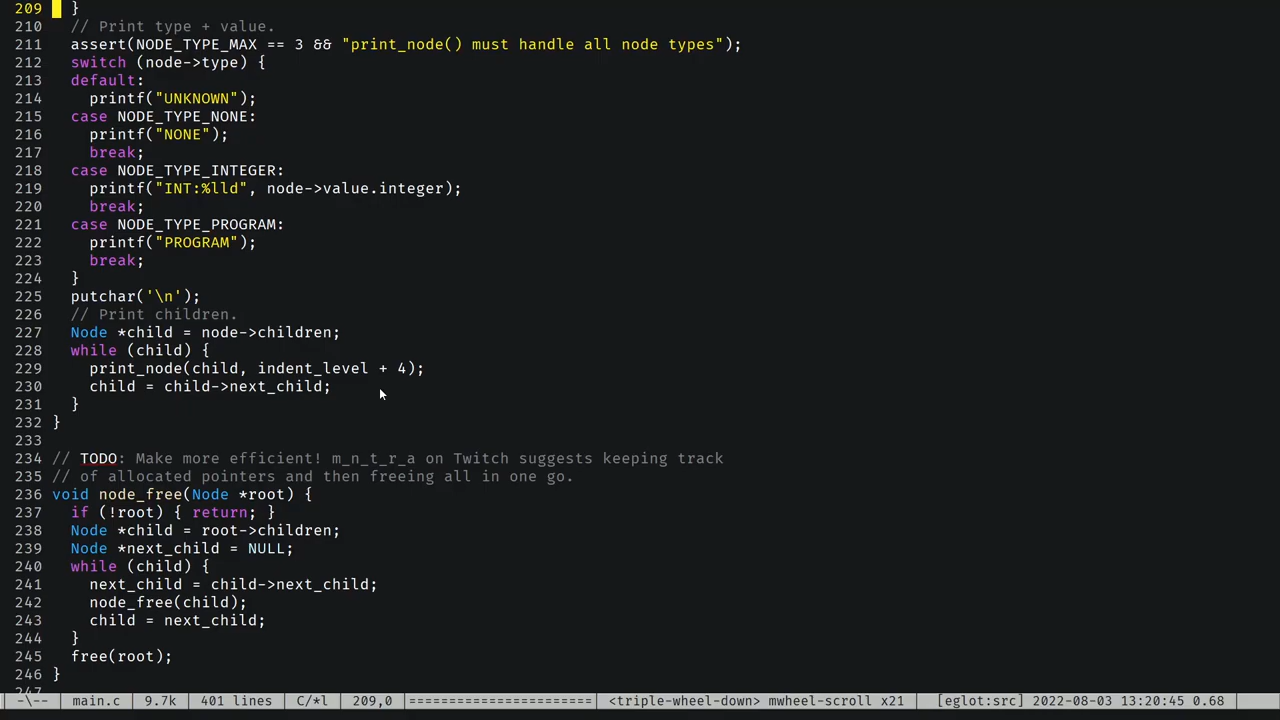 209 }
210 // Print type + value.
211 assert(NODE_TYPE_MAX == 3 && "print_node() must handle all node types");
212 switch (node->type) {
213 default:
214 printf("UNKNOWN");
215 case NODE_TYPE_NONE:
216 printf("NONE");
217 break;
218 case NODE_TYPE_INTEGER:
219 printf("INT:%lld", node->value.integer);
220 break;
221 case NODE_TYPE_PROGRAM:
222 printf("PROGRAM");
223 break;
224 }
225 putchar('\n');
226 // Print children.
227 Node *child = node->children;
228 while (child) {
229 print_node(child, indent_level + 4);
230 child = child->next_child;
231 }
232 }
233
234 // TODO: Make more efficient! m_n_t_r_a on Twitch suggests keeping track
235 // of allocated pointers and then freeing all in one go.
236 void node_free(Node *root) {
237 if (!root) { return; }
238 Node *child = root->children;
239 Node *next_child = NULL;
240 while (child) {
241 next_child = child->next_child;
242 node_free(child);
243 child = next_child;
244 }
245 free(root);
246 }
247
-\-- main.c 9.7k 401 lines C/*l 209,0 ======================= <triple-wheel-down> mwheel-scroll x21 [eglot:src] 2022-08-03 13:20:45 0.68